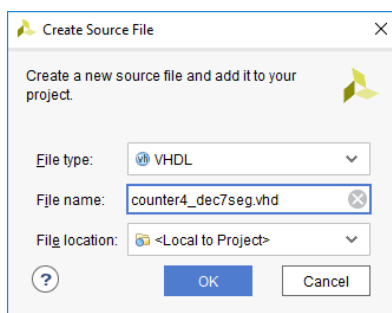 Create Source File
Create a new source file and add it to your
project.
File type: VHDL
File name: counter4_dec7seg.vhd
File location: <Local to Project>
? OK Cancel